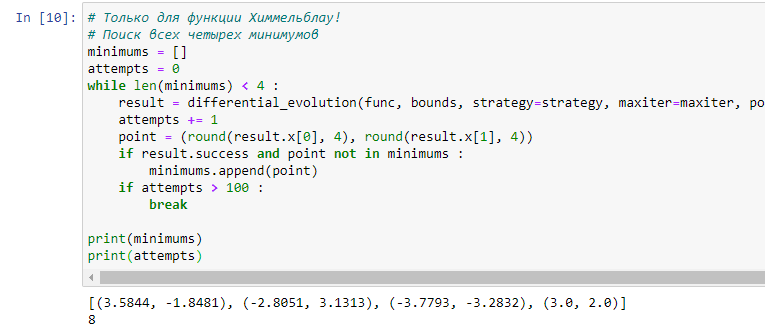 In [10]: # Только для функции Химмельблау!
# Поиск всех четырех минимумов
minimums = []
attempts = 0
while len(minimums) < 4 :
    result = differential_evolution(func, bounds, strategy=strategy, maxiter=maxiter, po
    attempts += 1
    point = (round(result.x[0], 4), round(result.x[1], 4))
    if result.success and point not in minimums :
        minimums.append(point)
    if attempts > 100 :
        break
print(minimums)
print(attempts)
[(3.5844, -1.8481), (-2.8051, 3.1313), (-3.7793, -3.2832), (3.0, 2.0)]
8